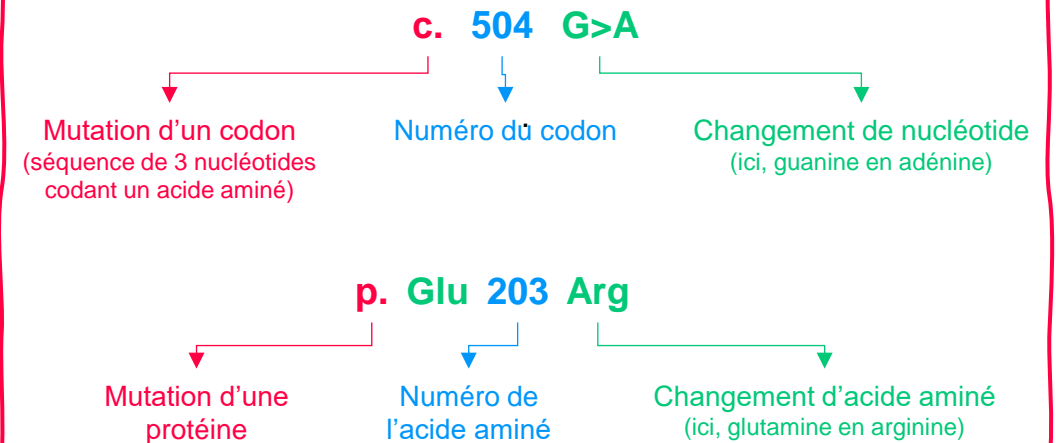 c. 504 G>A
Mutation d'un codon
(séquence de 3 nucléotides
codant un acide aminé)
Numéro du codon
Changement de nucléotide
(ici, guanine en adénine)
p. Glu 203 Arg
Mutation d'une
protéine
Numéro de
l'acide aminé
Changement d'acide aminé
(ici, glutamine en arginine)